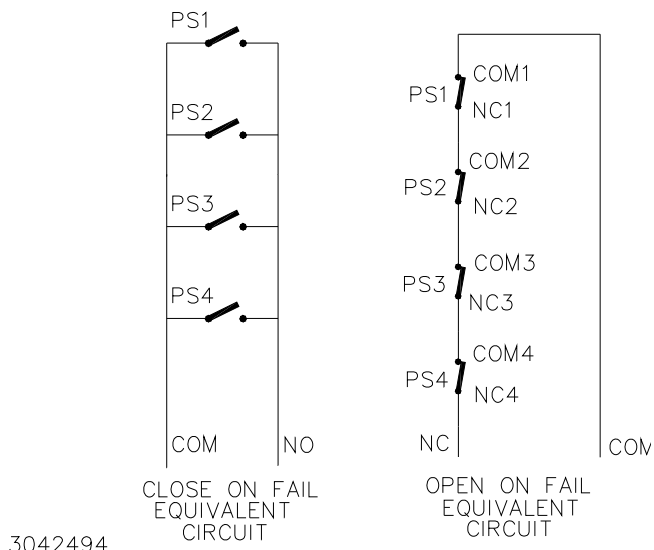 PS1
PS2
PS3
PS4
COM
NO
CLOSE ON FAIL
EQUIVALENT
CIRCUIT
COM1
PS1
NC1
COM2
PS2
NC2
COM3
PS3
NC3
COM4
PS4
NC4
NC
COM
OPEN ON FAIL
EQUIVALENT
CIRCUIT
3042494